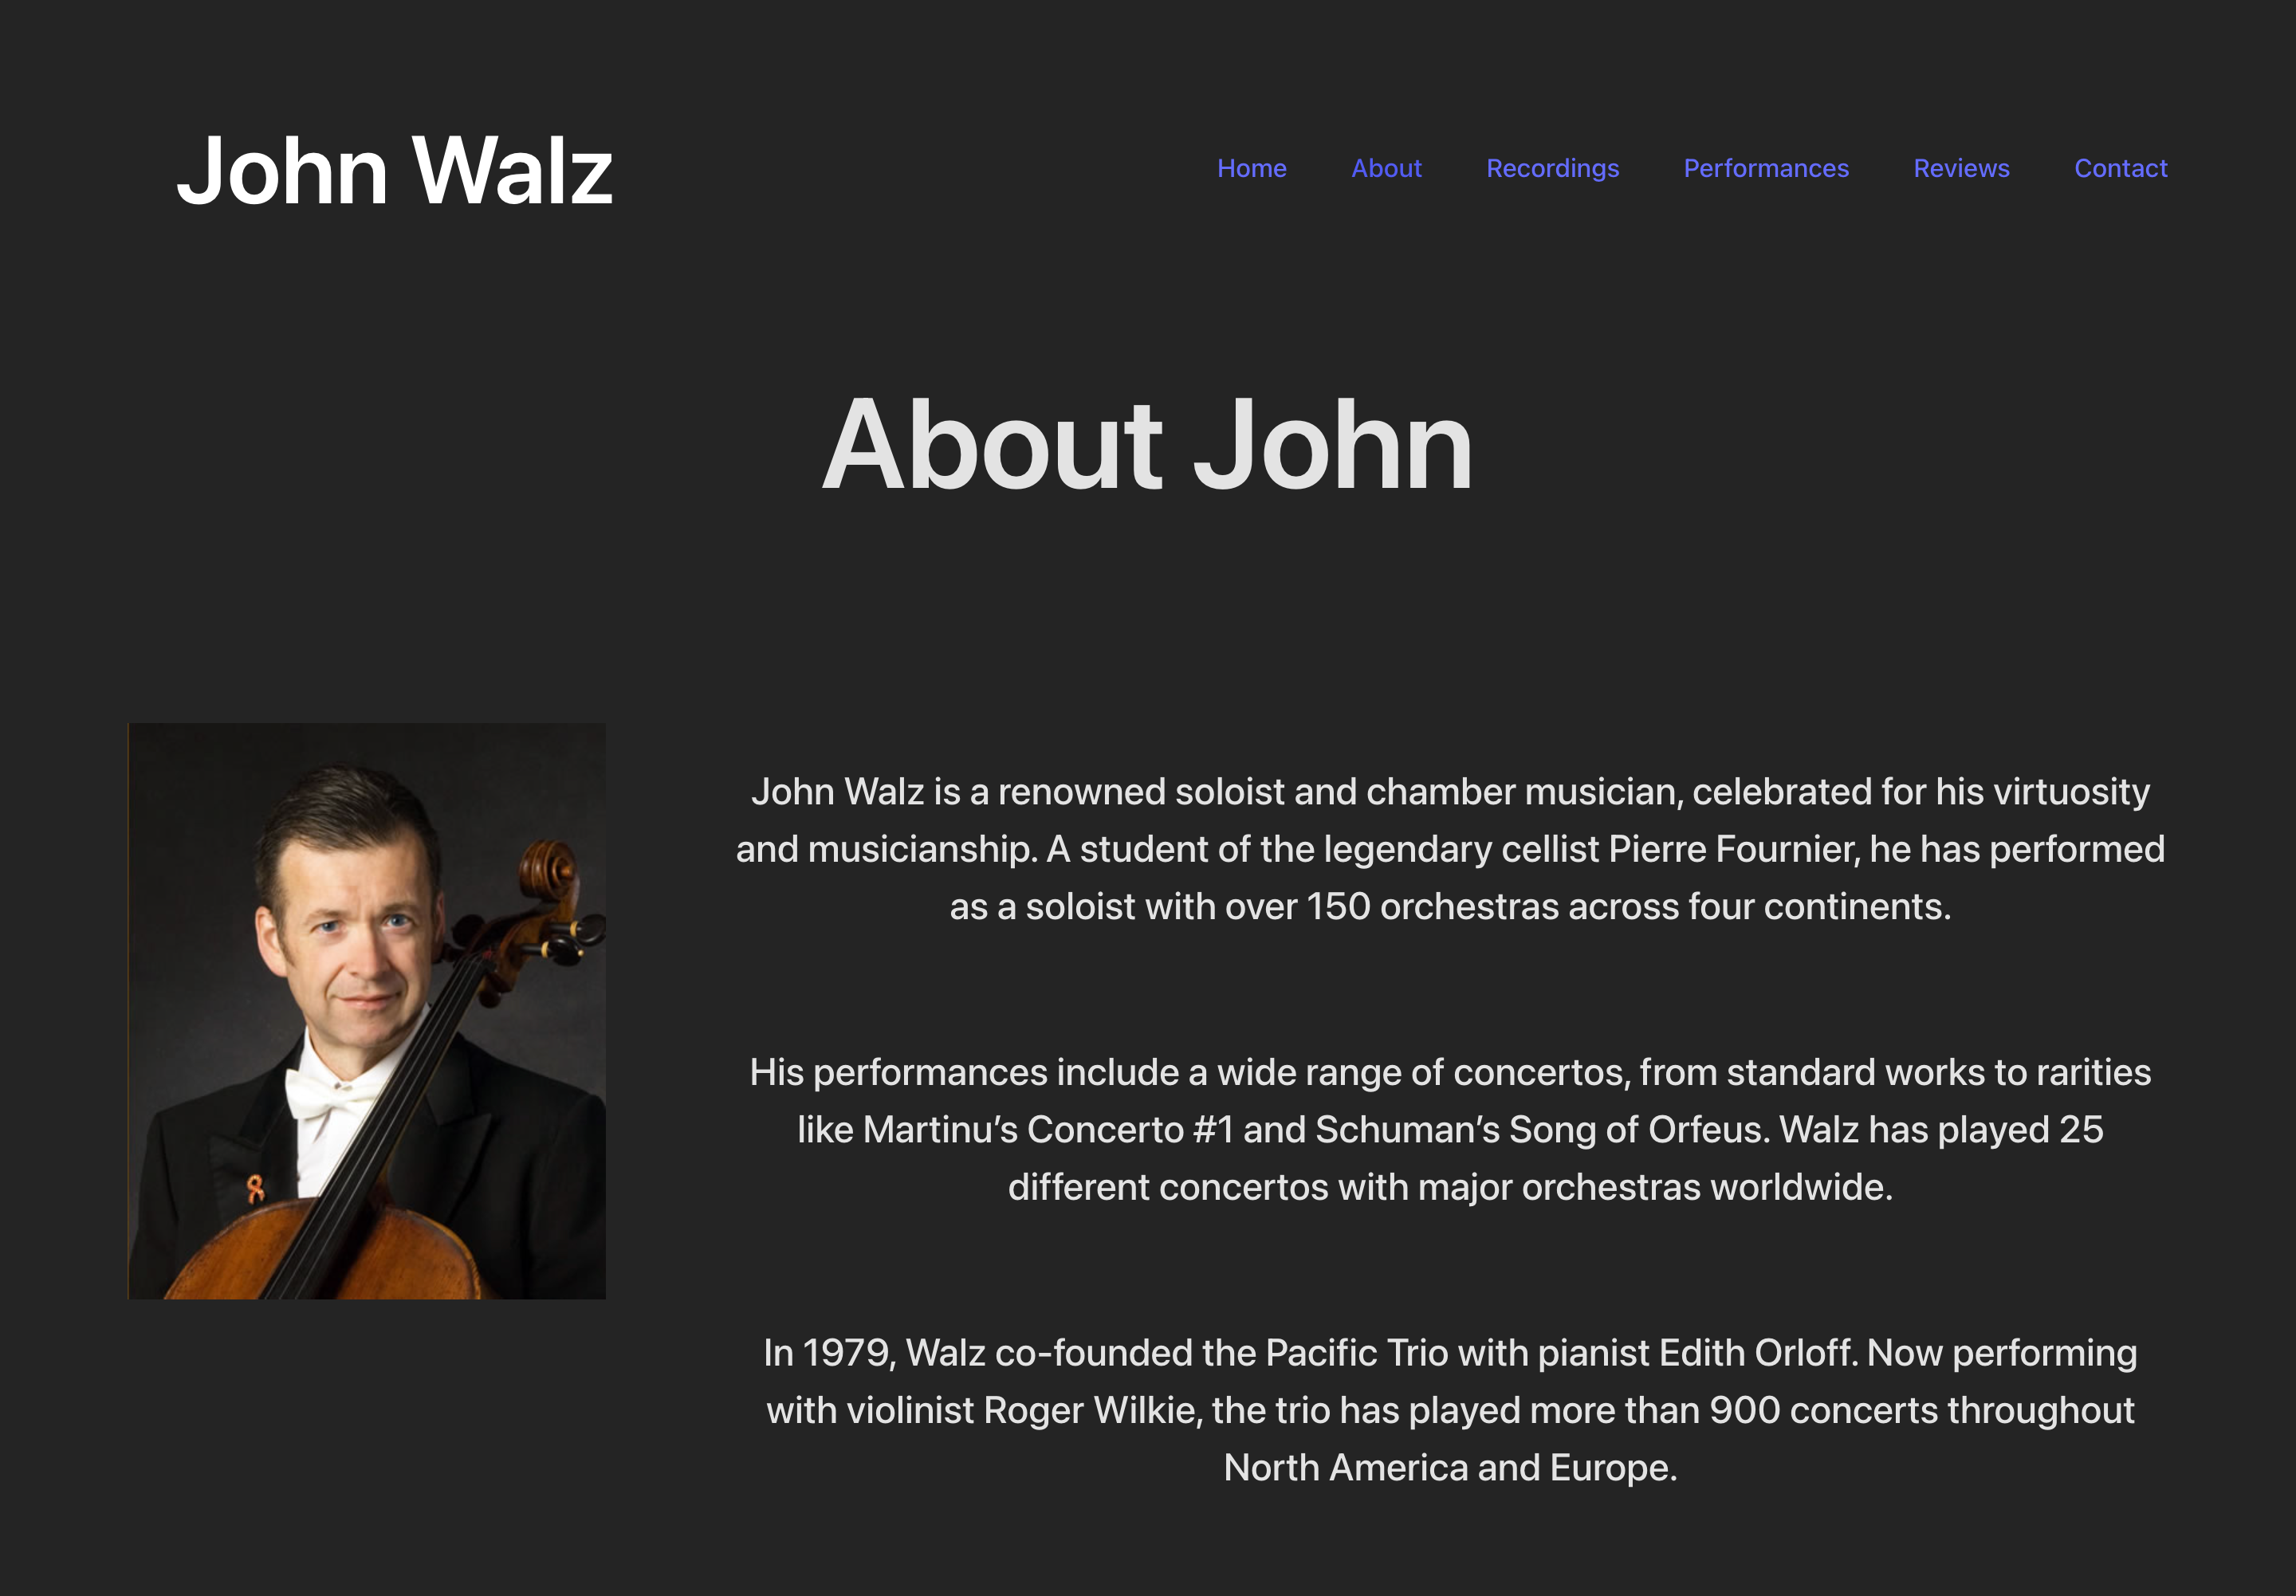 John Walz
Home About Recordings Performances Reviews Contact
About John
John Walz is a renowned soloist and chamber musician, celebrated for his virtuosity
and musicianship. A student of the legendary cellist Pierre Fournier, he has performed
as a soloist with over 150 orchestras across four continents.
His performances include a wide range of concertos, from standard works to rarities
like Martinu’s Concerto #1 and Schuman’s Song of Orfeus. Walz has played 25
different concertos with major orchestras worldwide.
In 1979, Walz co-founded the Pacific Trio with pianist Edith Orloff. Now performing
with violinist Roger Wilkie, the trio has played more than 900 concerts throughout
North America and Europe.